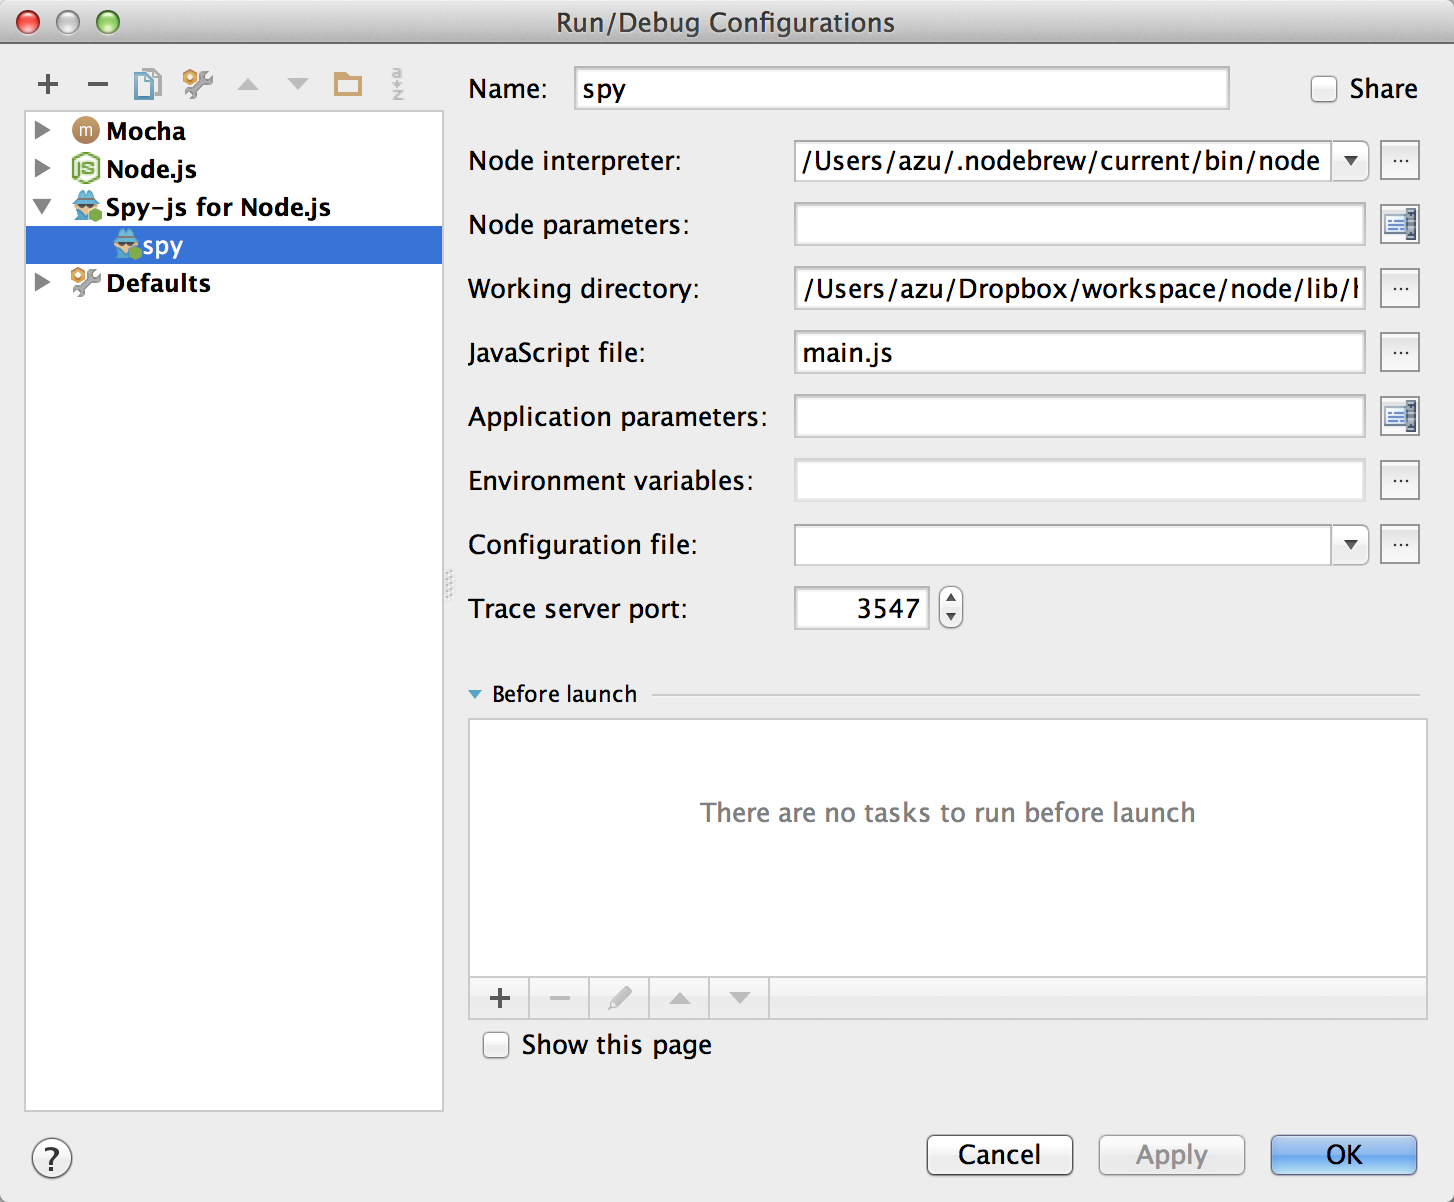 Run/Debug Configurations
Name: spy Share
Mocha
Node.js
Spy-js for Node.js
spy
Defaults
Node interpreter: /Users/azu/.nodebrew/current/bin/node
Node parameters:
Working directory: /Users/azu/Dropbox/workspace/node/lib/
JavaScript file: main.js
Application parameters:
Environment variables:
Configuration file:
Trace server port: 3547
Before launch
There are no tasks to run before launch
Show this page
? Cancel Apply OK